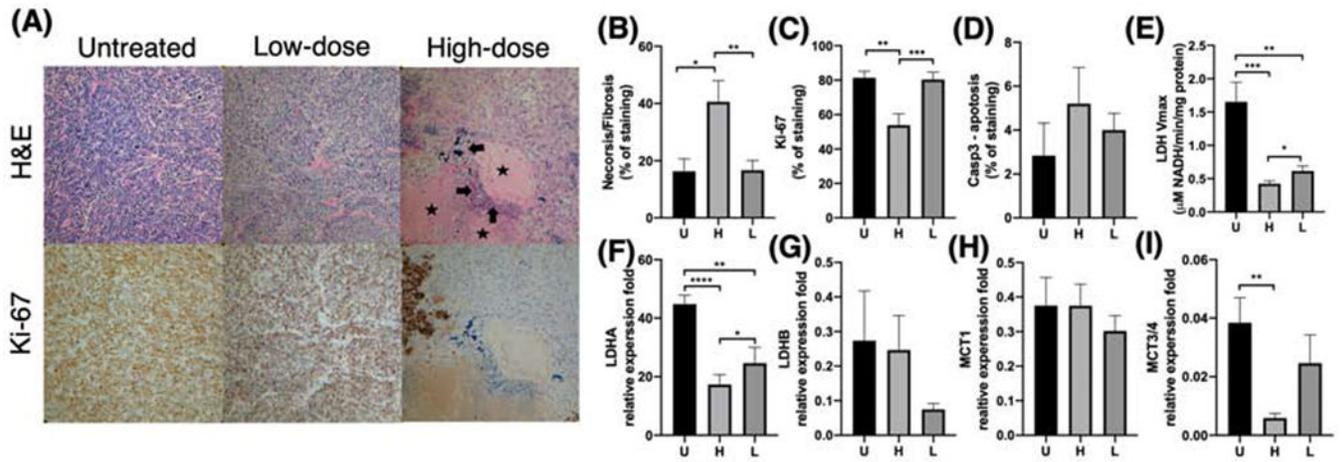 (A)
Untreated Low-dose High-dose
H&E
Ki-67
(B)
Necorsis/Fibrosis
(% of staining)
60
40
20
0
* **
U H L
(C)
Ki-67
(% of staining)
100
80
60
40
20
0
** ***
U H L
(D)
Casp3 - apotosis
(% of staining)
8
6
4
2
0
U H L
(E)
LDH Vmax
(µM NADH/min/mg protein)
2.5
2.0
1.5
1.0
0.5
0.0
**
***
*
U H L
(F)
LDHA
relative experssion fold
60
40
20
0
**
****
*
U H L
(G)
LDHB
relative expression fold
0.5
0.4
0.3
0.2
0.1
0.0
U H L
(H)
MCT1
realtive experession fold
0.5
0.4
0.3
0.2
0.1
0.0
U H L
(I)
MCT3/4
relative expression fold
0.06
0.04
0.02
0.00
**
U H L